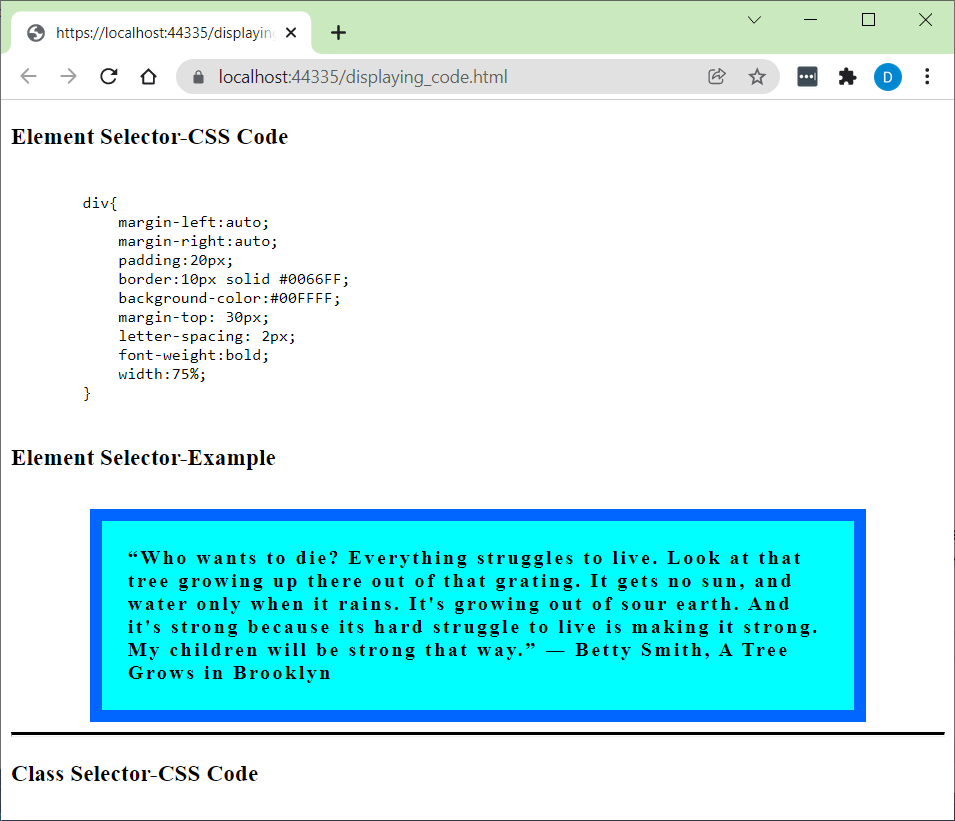 https://localhost:44335/displayin
localhost:44335/displaying_code.html
D
Element Selector-CSS Code
div{
    margin-left:auto;
    margin-right:auto;
    padding:20px;
    border:10px solid #0066FF;
    background-color:#00FFFF;
    margin-top: 30px;
    letter-spacing: 2px;
    font-weight:bold;
    width:75%;
}
Element Selector-Example
“Who wants to die? Everything struggles to live. Look at that
tree growing up there out of that grating. It gets no sun, and
water only when it rains. It's growing out of sour earth. And
it's strong because its hard struggle to live is making it strong.
My children will be strong that way.” — Betty Smith, A Tree
Grows in Brooklyn
Class Selector-CSS Code